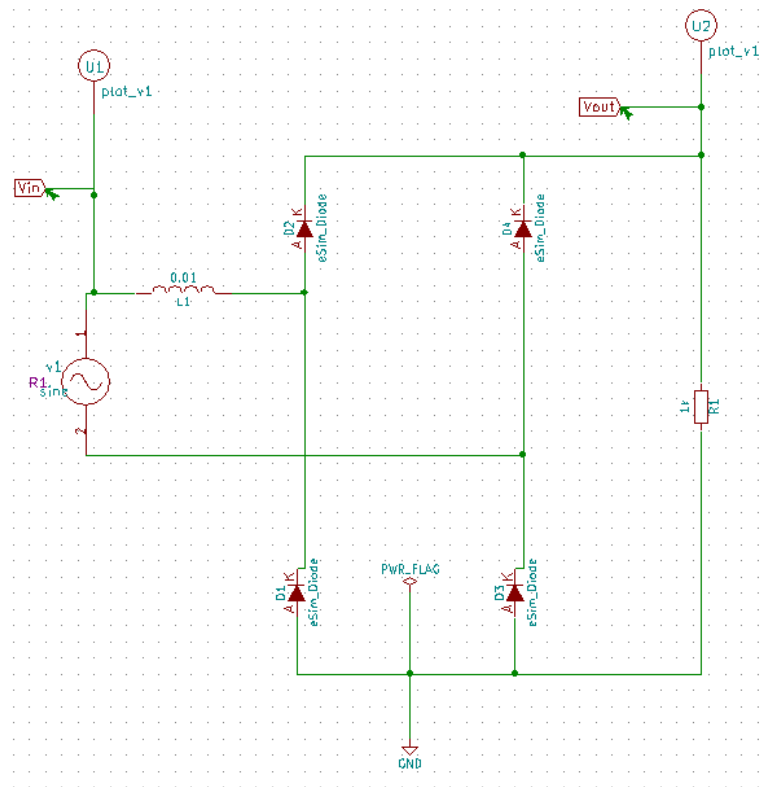 U1
plot_v1
U2
plot_v1
Vout
Vin
D2
A K
eSim_Diode
D4
A K
eSim_Diode
0.01
L1
1
v1
R1
sine
2
1k
R1
D1
A K
eSim_Diode
PWR_FLAG
D3
A K
eSim_Diode
GND